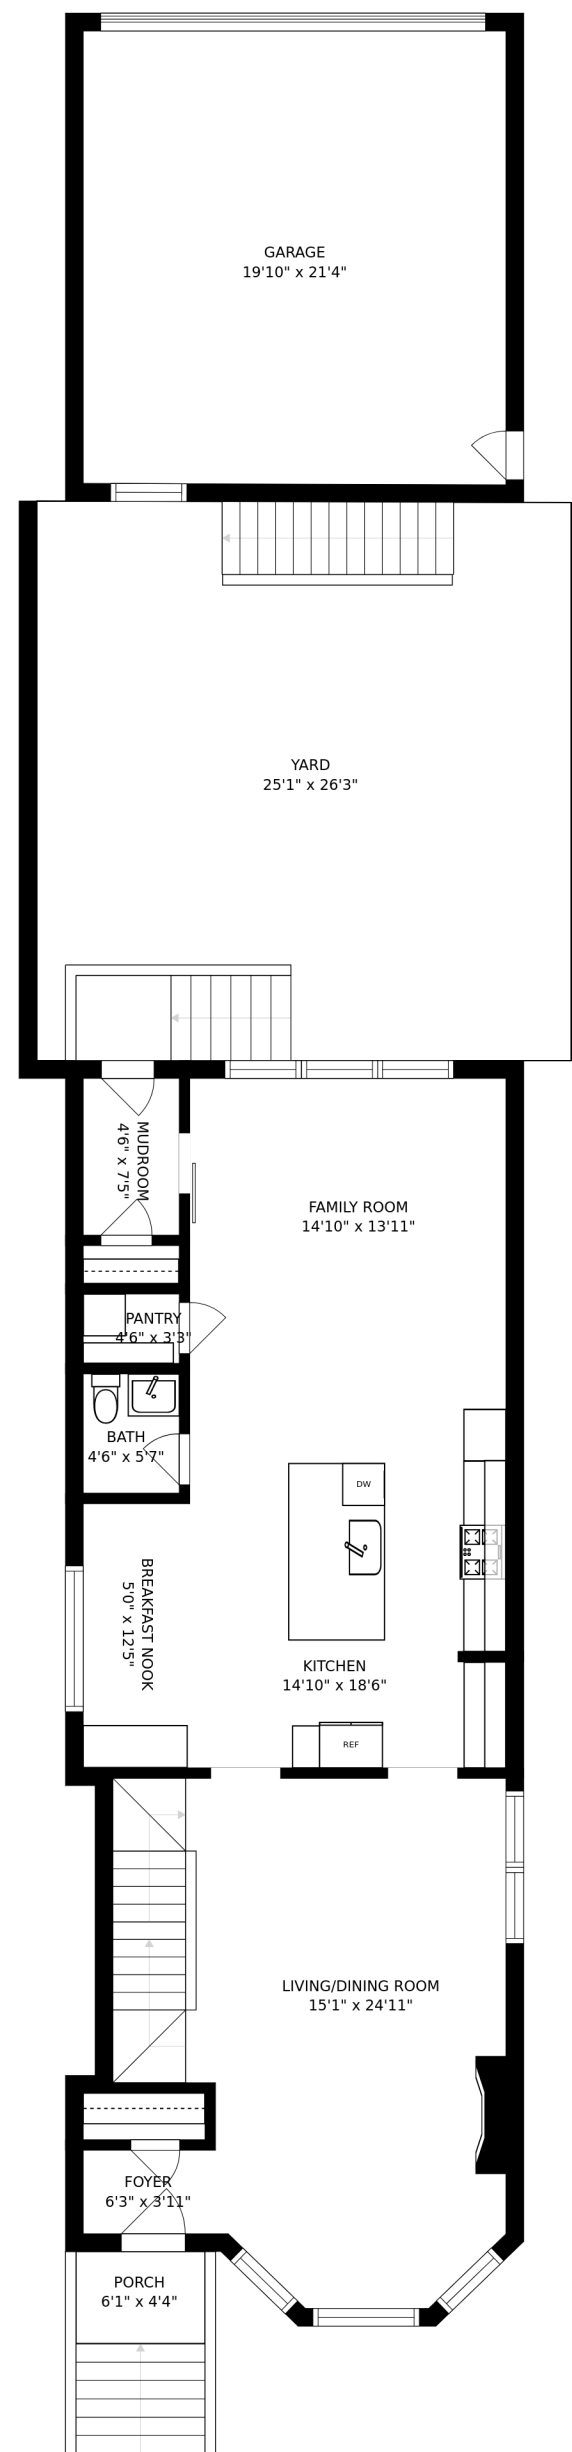 GARAGE
19'10" x 21'4"
YARD
25'1" x 26'3"
MUDROOM
4'6" x 7'5"
FAMILY ROOM
14'10" x 13'11"
PANTRY
4'6" x 3'3"
BATH
4'6" x 5'7"
DW
BREAKFAST NOOK
5'0" x 12'5"
KITCHEN
14'10" x 18'6"
REF
LIVING/DINING ROOM
15'1" x 24'11"
FOYER
6'3" x 3'11"
PORCH
6'1" x 4'4"